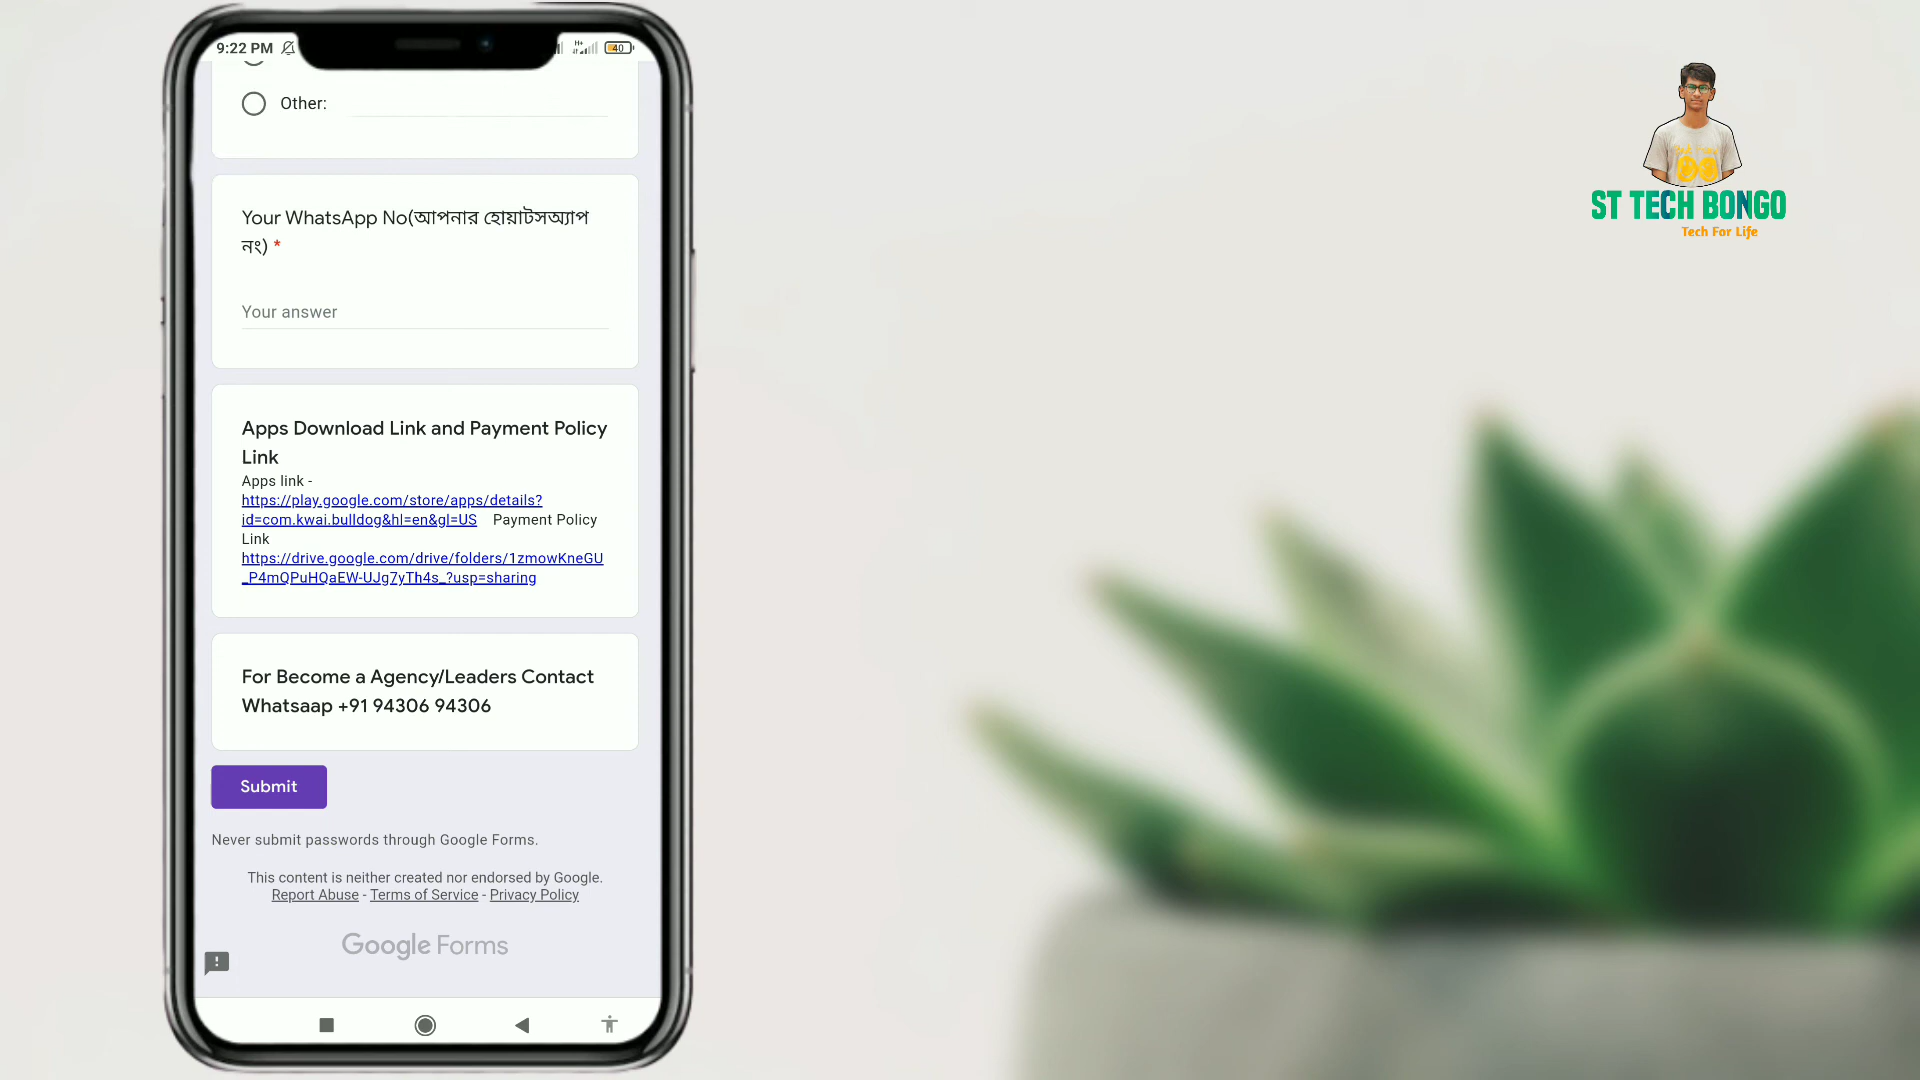 9:22 PM
40
Other:
Your WhatsApp No(আপনার হোয়াটসঅ্যাপ
নং) *
Your answer
Apps Download Link and Payment Policy
Link
Apps link -
https://play.google.com/store/apps/details?
id=com.kwai.bulldog&hl=en&gl=US Payment Policy
Link
https://drive.google.com/drive/folders/1zmowKneGU
_P4mQPuHQaEW-UJg7yTh4s_?usp=sharing
For Become a Agency/Leaders Contact
Whatsaap +91 94306 94306
Submit
Never submit passwords through Google Forms.
This content is neither created nor endorsed by Google.
Report Abuse - Terms of Service - Privacy Policy
Google Forms
ST TECH BONGO
Tech For Life